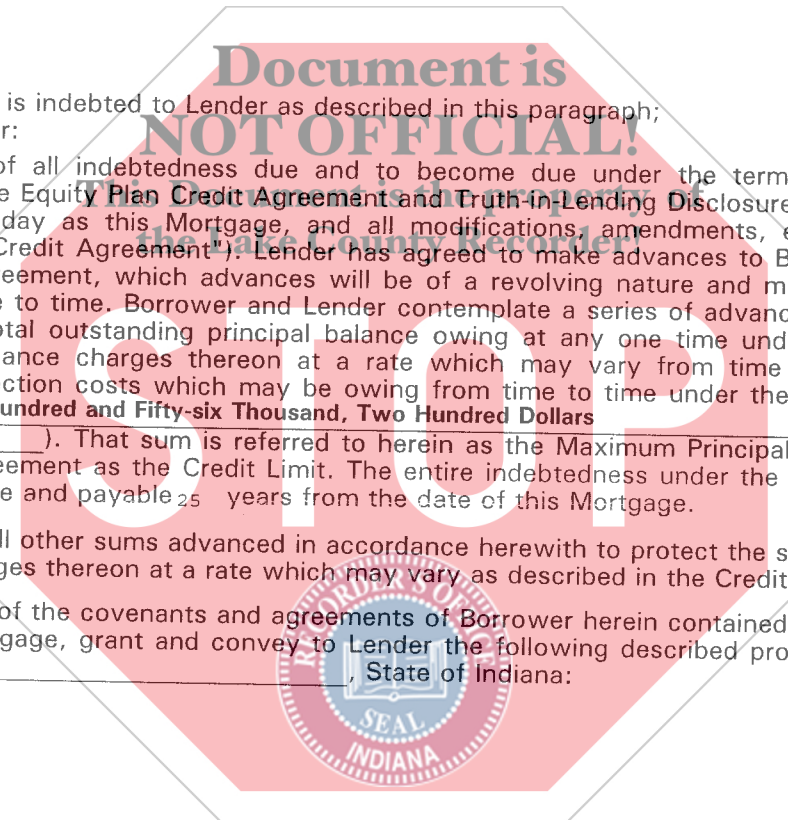 Document is
is indebted to Lender as described in this paragraph;
r:
NOT OFFICIAL!
of all indebtedness due and to become due under the term
e Equity Plan Credit Agreement and Truth-in-Lending Disclosure
This Document is the property of
day as this Mortgage, and all modifications, amendments, e
the Lake County Recorder!
Credit Agreement"). Lender has agreed to make advances to B
eement, which advances will be of a revolving nature and m
e to time. Borrower and Lender contemplate a series of advanc
otal outstanding principal balance owing at any one time und
ance charges thereon at a rate which may vary from time
ction costs which may be owing from time to time under the
undred and Fifty-six Thousand, Two Hundred Dollars
). That sum is referred to herein as the Maximum Principal
eement as the Credit Limit. The entire indebtedness under the
e and payable 25 years from the date of this Mortgage.
STOP
ll other sums advanced in accordance herewith to protect the s
ges thereon at a rate which may vary as described in the Credit
of the covenants and agreements of Borrower herein contained
gage, grant and convey to Lender the following described pro
, State of Indiana:
RECORDER'S OFFICE
SEAL
INDIANA